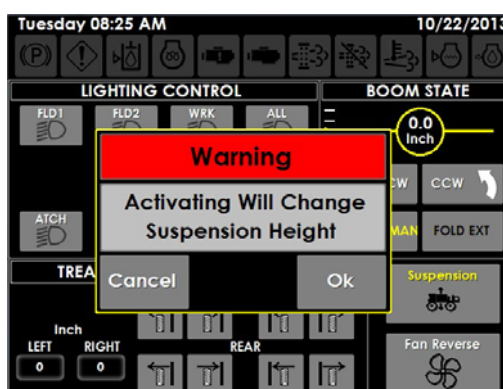 Tuesday 08:25 AM 10/22/2013
(P)
LIGHTING CONTROL BOOM STATE
FLD1 FLD2 WRK ALL
0.0
Inch
Warning
CW CCW
Activating Will Change
Suspension Height
ATCH MAN FOLD EXT
TREA
Cancel Ok
Suspension
Inch
LEFT RIGHT REAR
Fan Reverse
0 0